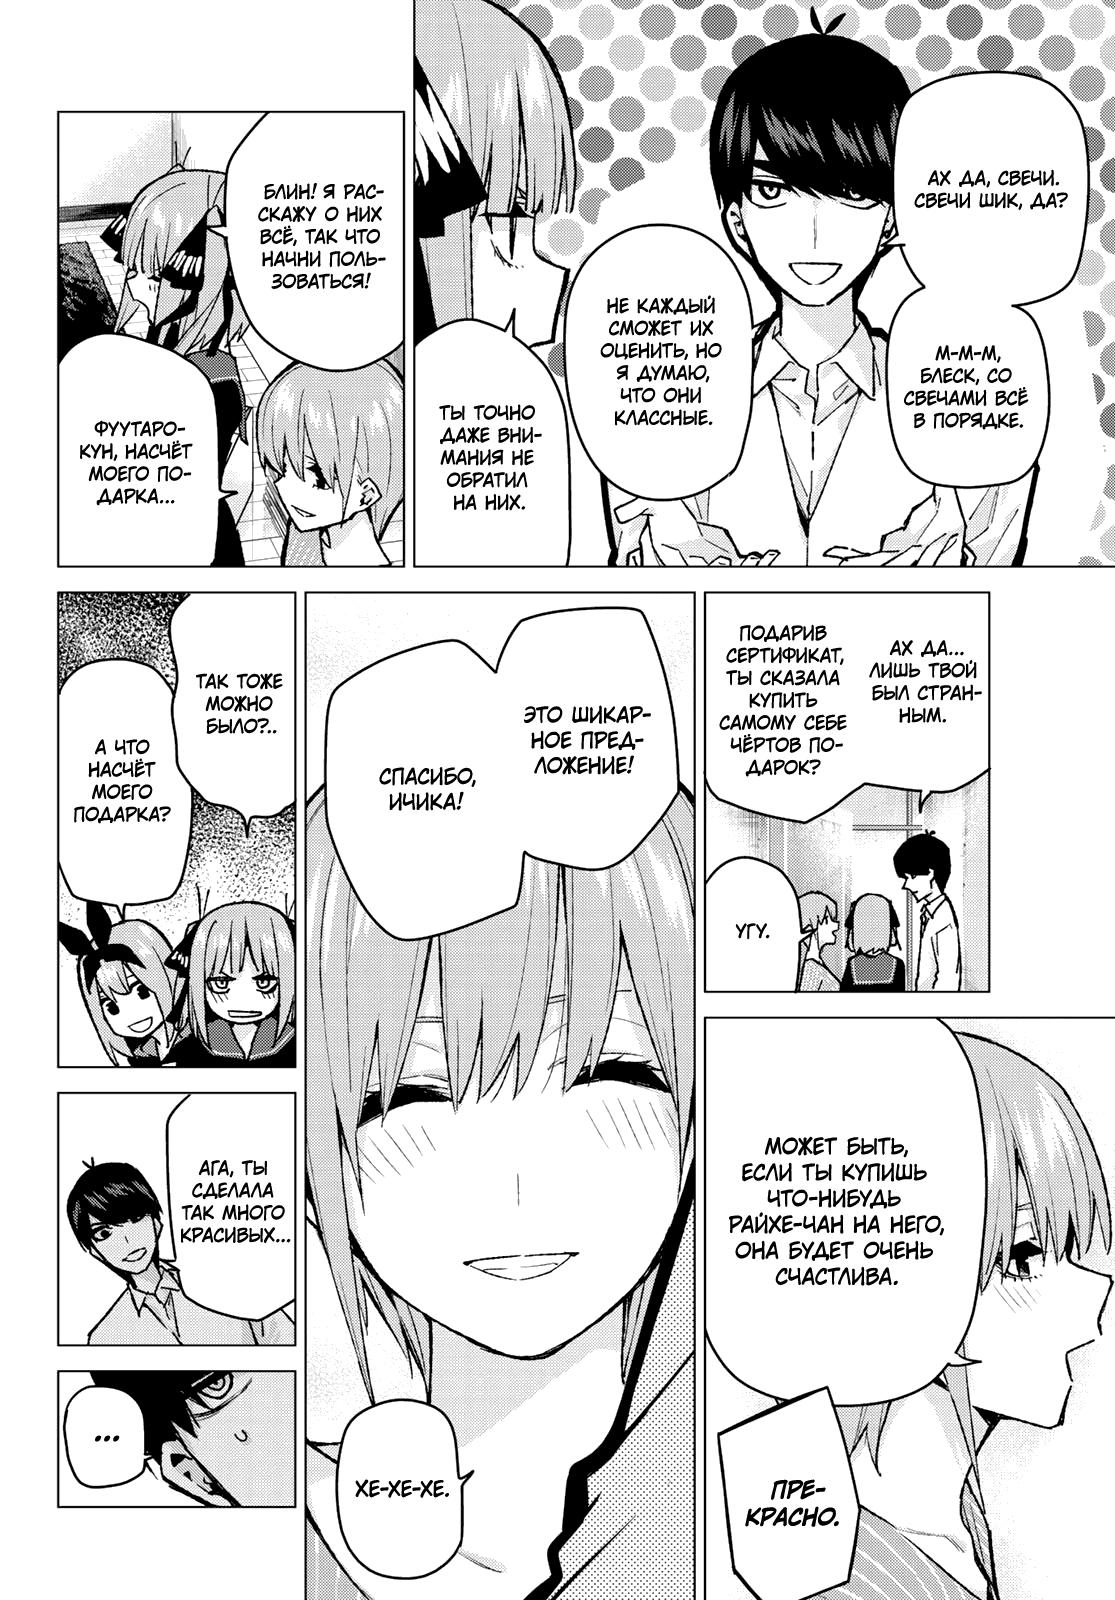 АХ ДА, СВЕЧИ.
СВЕЧИ ШИК, ДА?
М-М-М,
БЛЕСК, СО
СВЕЧАМИ ВСЁ
В ПОРЯДКЕ.
НЕ КАЖДЫЙ
СМОЖЕТ ИХ
ОЦЕНИТЬ, НО
Я ДУМАЮ,
ЧТО ОНИ
КЛАССНЫЕ.
ТЫ ТОЧНО
ДАЖЕ ВНИ-
МАНИЯ НЕ
ОБРАТИЛ
НА НИХ.
БЛИН! Я РАС-
СКАЖУ О НИХ
ВСЁ, ТАК ЧТО
НАЧНИ ПОЛЬ-
ЗОВАТЬСЯ!
ФУУТАРО-
КУН, НАСЧЁТ
МОЕГО ПО-
ДАРКА...
АХ ДА...
ЛИШЬ ТВОЙ
БЫЛ СТРАН-
НЫМ.
ПОДАРИВ
СЕРТИФИКАТ,
ТЫ СКАЗАЛА
КУПИТЬ
САМОМУ СЕБЕ
ЧЁРТОВ ПО-
ДАРОК?
УГУ.
МОЖЕТ БЫТЬ,
ЕСЛИ ТЫ КУПИШЬ
ЧТО-НИБУДЬ
РАЙХЕ-ЧАН НА НЕГО,
ОНА БУДЕТ ОЧЕНЬ
СЧАСТЛИВА.
ПРЕ-
КРАСНО.
ЭТО ШИКАР-
НОЕ ПРЕД-
ЛОЖЕНИЕ!
СПАСИБО,
ИЧИКА!
ХЕ-ХЕ-ХЕ.
ТАК ТОЖЕ
МОЖНО
БЫЛО?..
А ЧТО
НАСЧЁТ
МОЕГО
ПОДАРКА?
АГА, ТЫ
СДЕЛАЛА
ТАК МНОГО
КРАСИВЫХ...
...